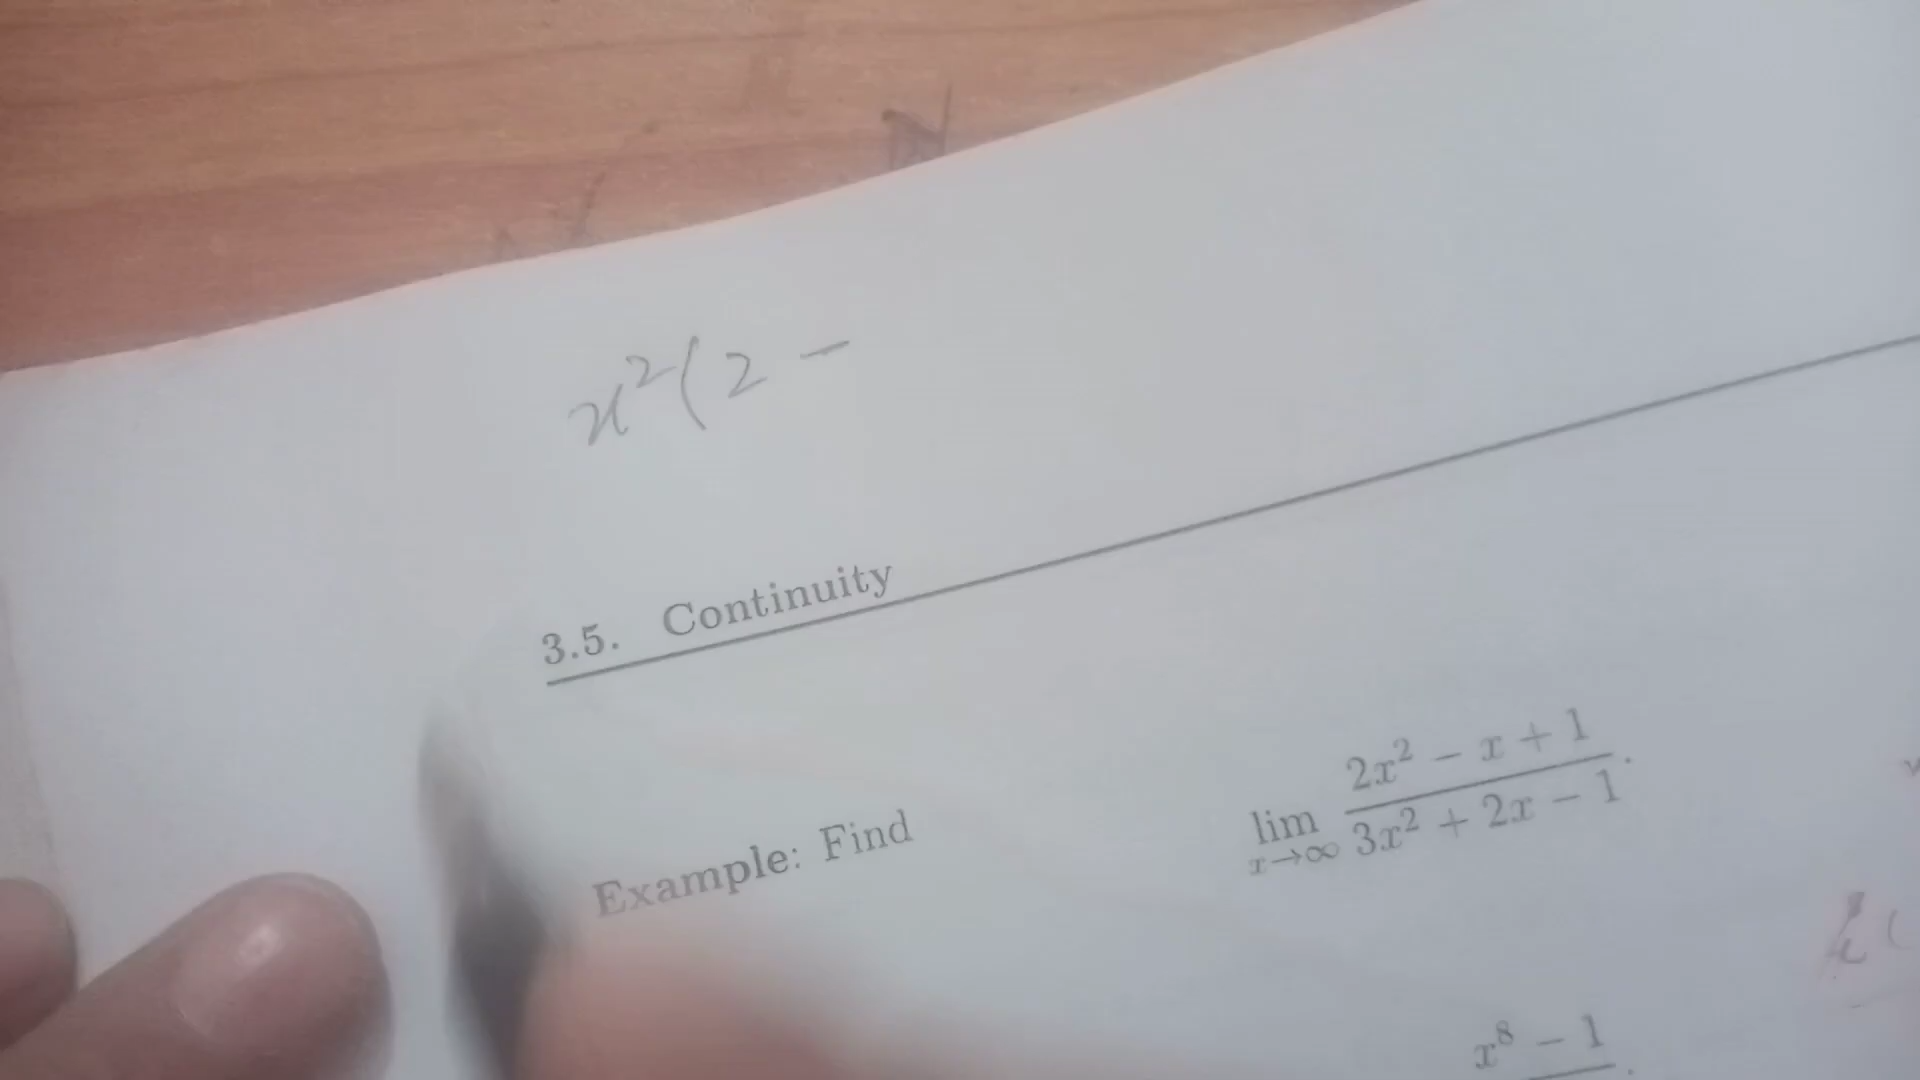 x²(2 −
3.5. Continuity
Example: Find
lim x→∞ (2x² − x + 1)/(3x² + 2x − 1).
x⁸ − 1